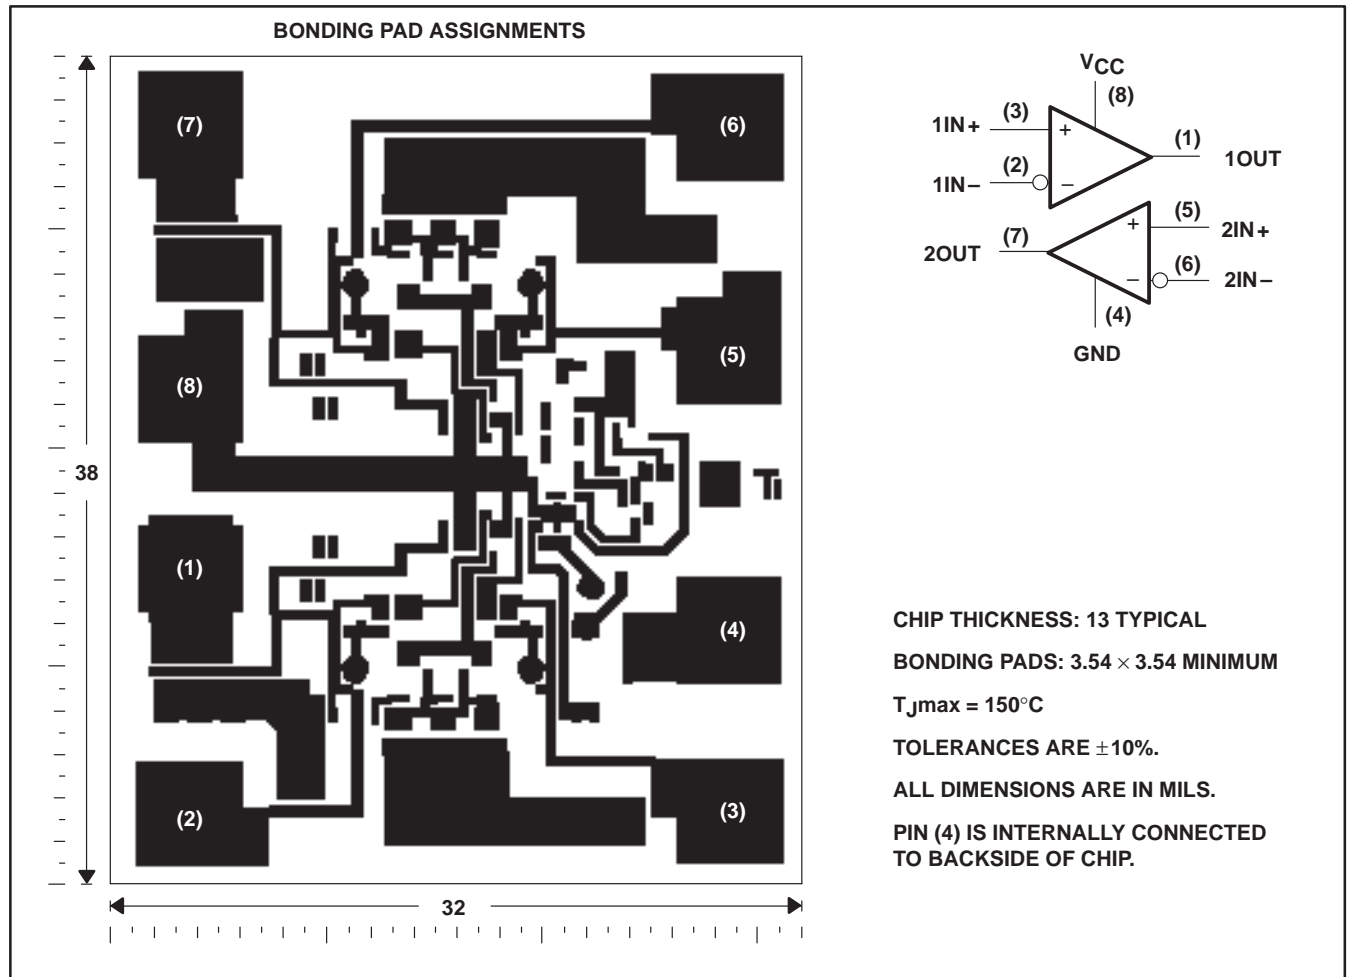 BONDING PAD ASSIGNMENTS
(7)
(6)
(5)
(8)
38
(1)
(4)
(2)
(3)
32
VCC
(8)
(3)
1IN+
+
(1)
1OUT
(2)
1IN−
−
(5)
+
2IN+
(7)
2OUT
(6)
−
2IN−
(4)
GND
TI
CHIP THICKNESS: 13 TYPICAL
BONDING PADS: 3.54 × 3.54 MINIMUM
TJmax = 150°C
TOLERANCES ARE ±10%.
ALL DIMENSIONS ARE IN MILS.
PIN (4) IS INTERNALLY CONNECTED
TO BACKSIDE OF CHIP.